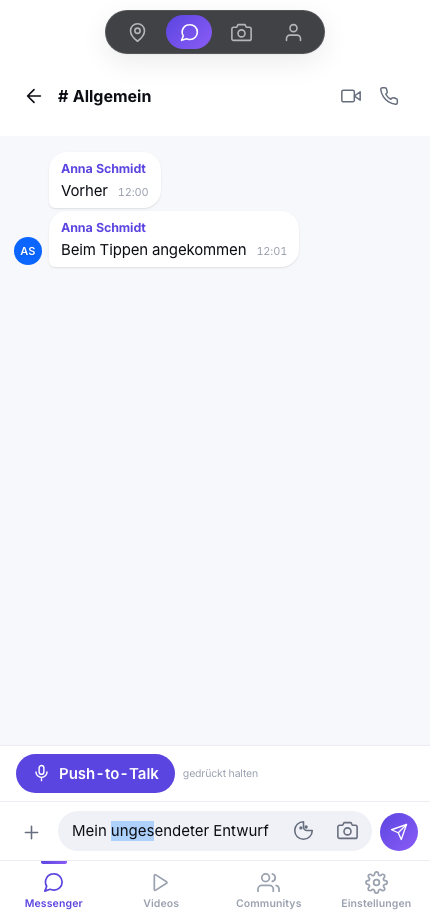 # Allgemein
Anna Schmidt
Vorher 12:00
Anna Schmidt
AS
Beim Tippen angekommen 12:01
Push-to-Talk
gedrückt halten
Mein ungesendeter Entwurf
Messenger Videos Communitys Einstellungen